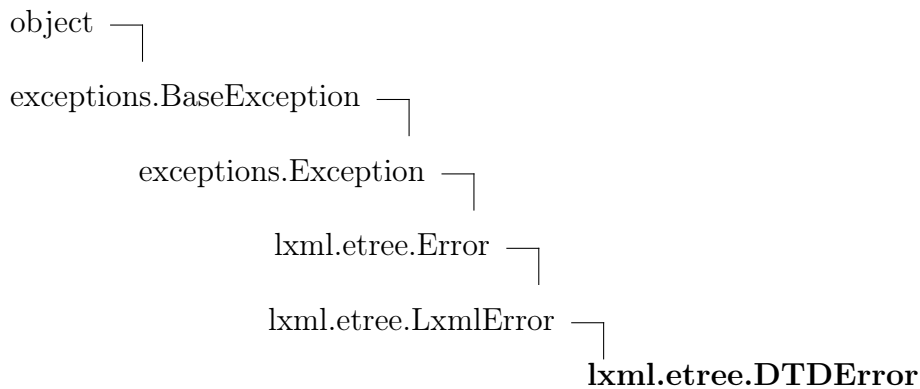 object
exceptions.BaseException
exceptions.Exception
lxml.etree.Error
lxml.etree.LxmlError
lxml.etree.DTDError